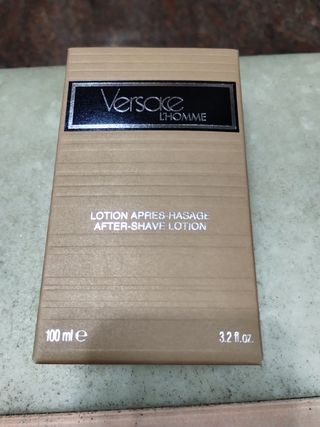 Versace
L'HOMME
LOTION APRES-RASAGE
AFTER-SHAVE LOTION
100 ml ℮
3.2 fl.oz.